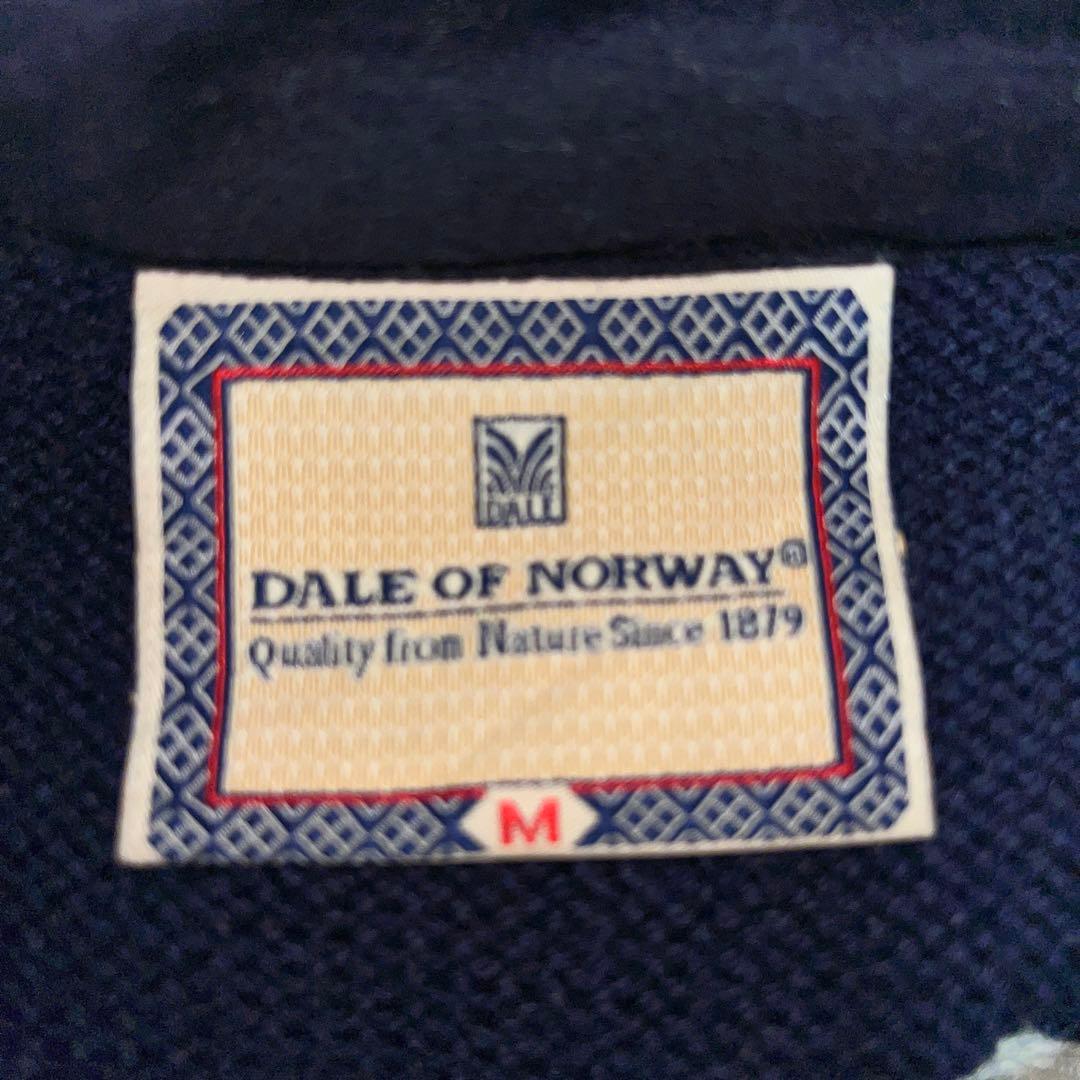 DALE
DALE OF NORWAY®
Quality from Nature Since 1879
M